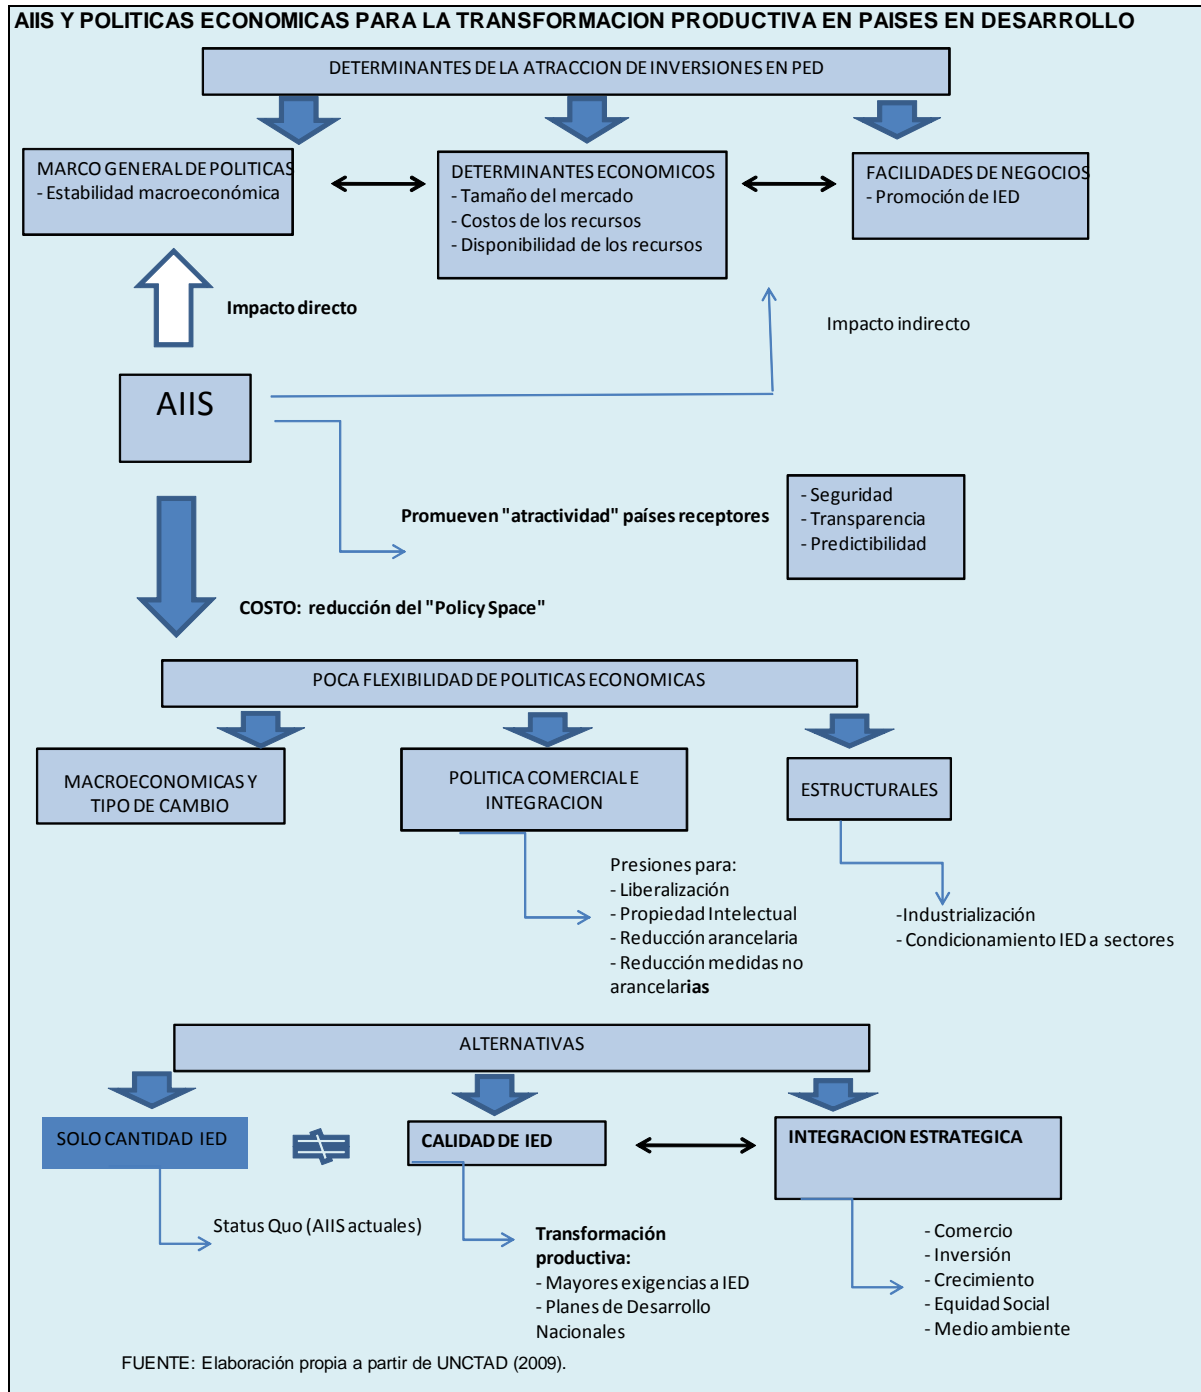 AIIS Y POLITICAS ECONOMICAS PARA LA TRANSFORMACION PRODUCTIVA EN PAISES EN DESARROLLO
DETERMINANTES DE LA ATRACCION DE INVERSIONES EN PED
MARCO GENERAL DE POLITICAS
- Estabilidad macroeconómica
DETERMINANTES ECONOMICOS
- Tamaño del mercado
- Costos de los recursos
- Disponibilidad de los recursos
FACILIDADES DE NEGOCIOS
- Promoción de IED
Impacto directo
Impacto indirecto
AIIS
Promueven "atractividad" países receptores
- Seguridad
- Transparencia
- Predictibilidad
COSTO: reducción del "Policy Space"
POCA FLEXIBILIDAD DE POLITICAS ECONOMICAS
MACROECONOMICAS Y
TIPO DE CAMBIO
POLITICA COMERCIAL E
INTEGRACION
ESTRUCTURALES
Presiones para:
- Liberalización
- Propiedad Intelectual
- Reducción arancelaria
- Reducción medidas no
arancelarias
-Industrialización
- Condicionamiento IED a sectores
ALTERNATIVAS
SOLO CANTIDAD IED
CALIDAD DE IED
INTEGRACION ESTRATEGICA
Status Quo (AIIS actuales)
Transformación
productiva:
- Mayores exigencias a IED
- Planes de Desarrollo
Nacionales
- Comercio
- Inversión
- Crecimiento
- Equidad Social
- Medio ambiente
FUENTE: Elaboración propia a partir de UNCTAD (2009).